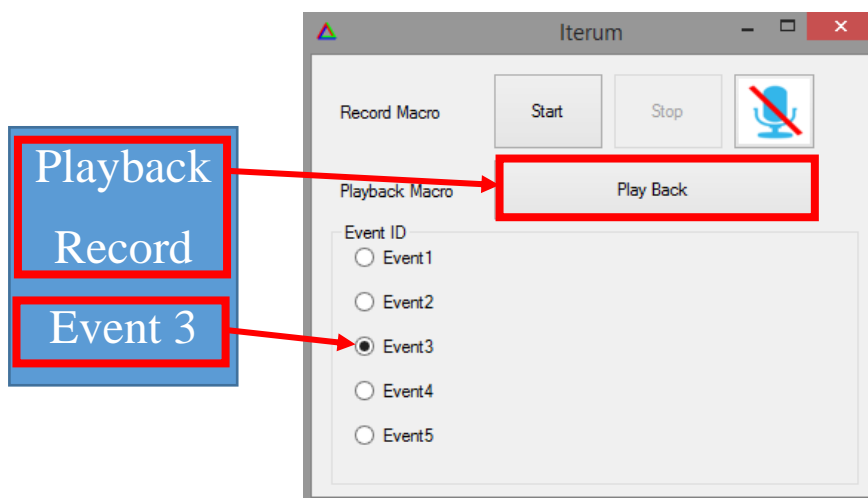 Iterum
Record Macro Start Stop
Playback Macro Play Back
Event ID
Event1
Event2
Event3
Event4
Event5
Playback
Record
Event 3